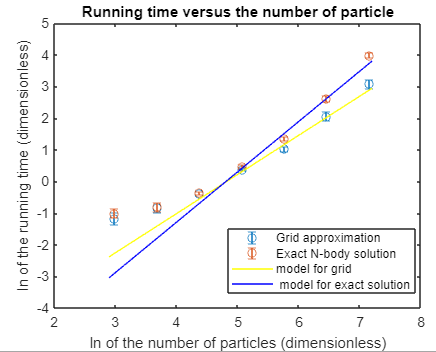 Running time versus the number of particle
5
4
3
2
1
0
-1
-2
-3
-4
ln of the running time (dimensionless)
Grid approximation
Exact N-body solution
model for grid
model for exact solution
2 3 4 5 6 7 8
ln of the number of particles (dimensionless)